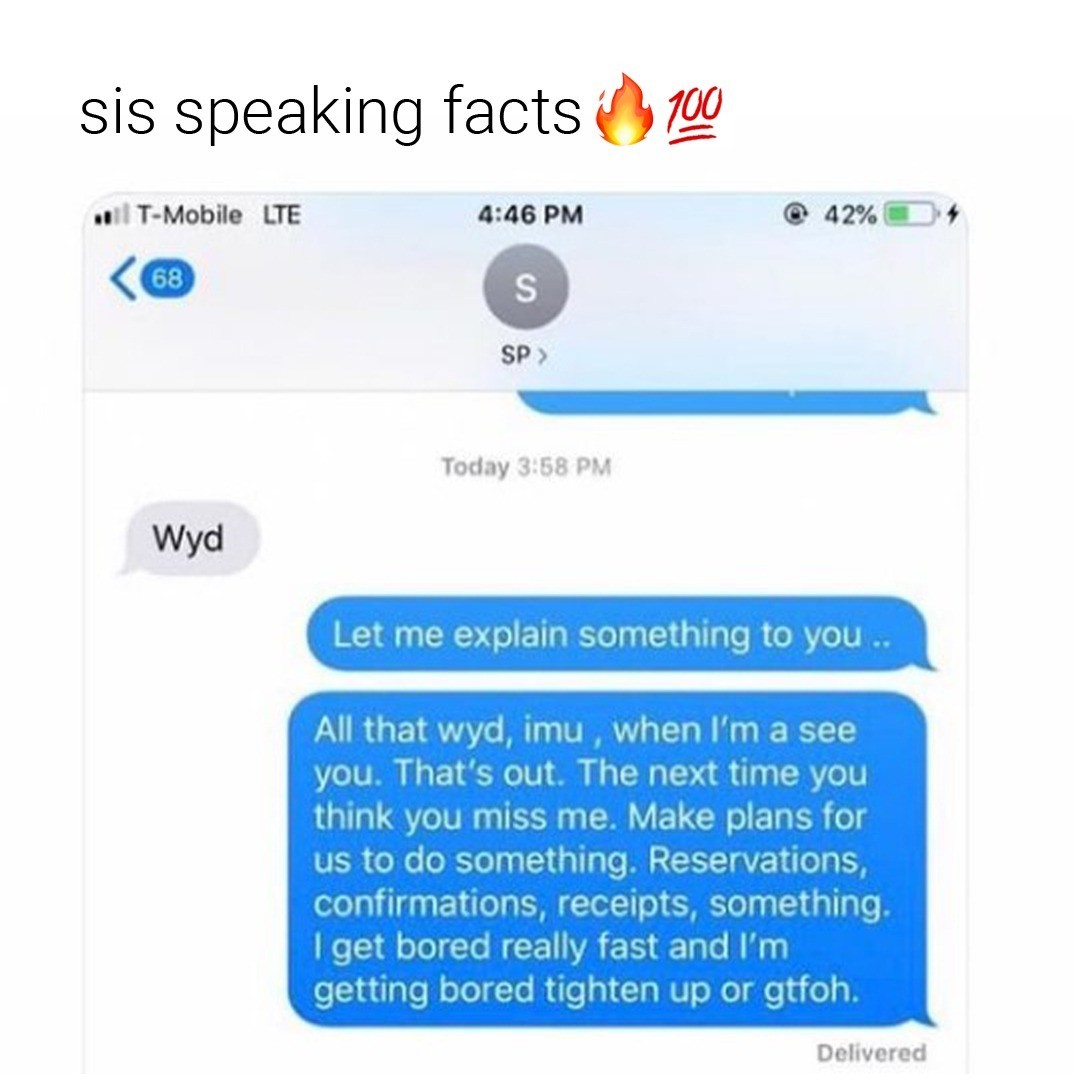 sis speaking facts🔥💯
T-Mobile LTE 4:46 PM 42%
68
S
SP >
Today 3:58 PM
Wyd
Let me explain something to you ..
All that wyd, imu , when I'm a see
you. That's out. The next time you
think you miss me. Make plans for
us to do something. Reservations,
confirmations, receipts, something.
I get bored really fast and I'm
getting bored tighten up or gtfoh.
Delivered